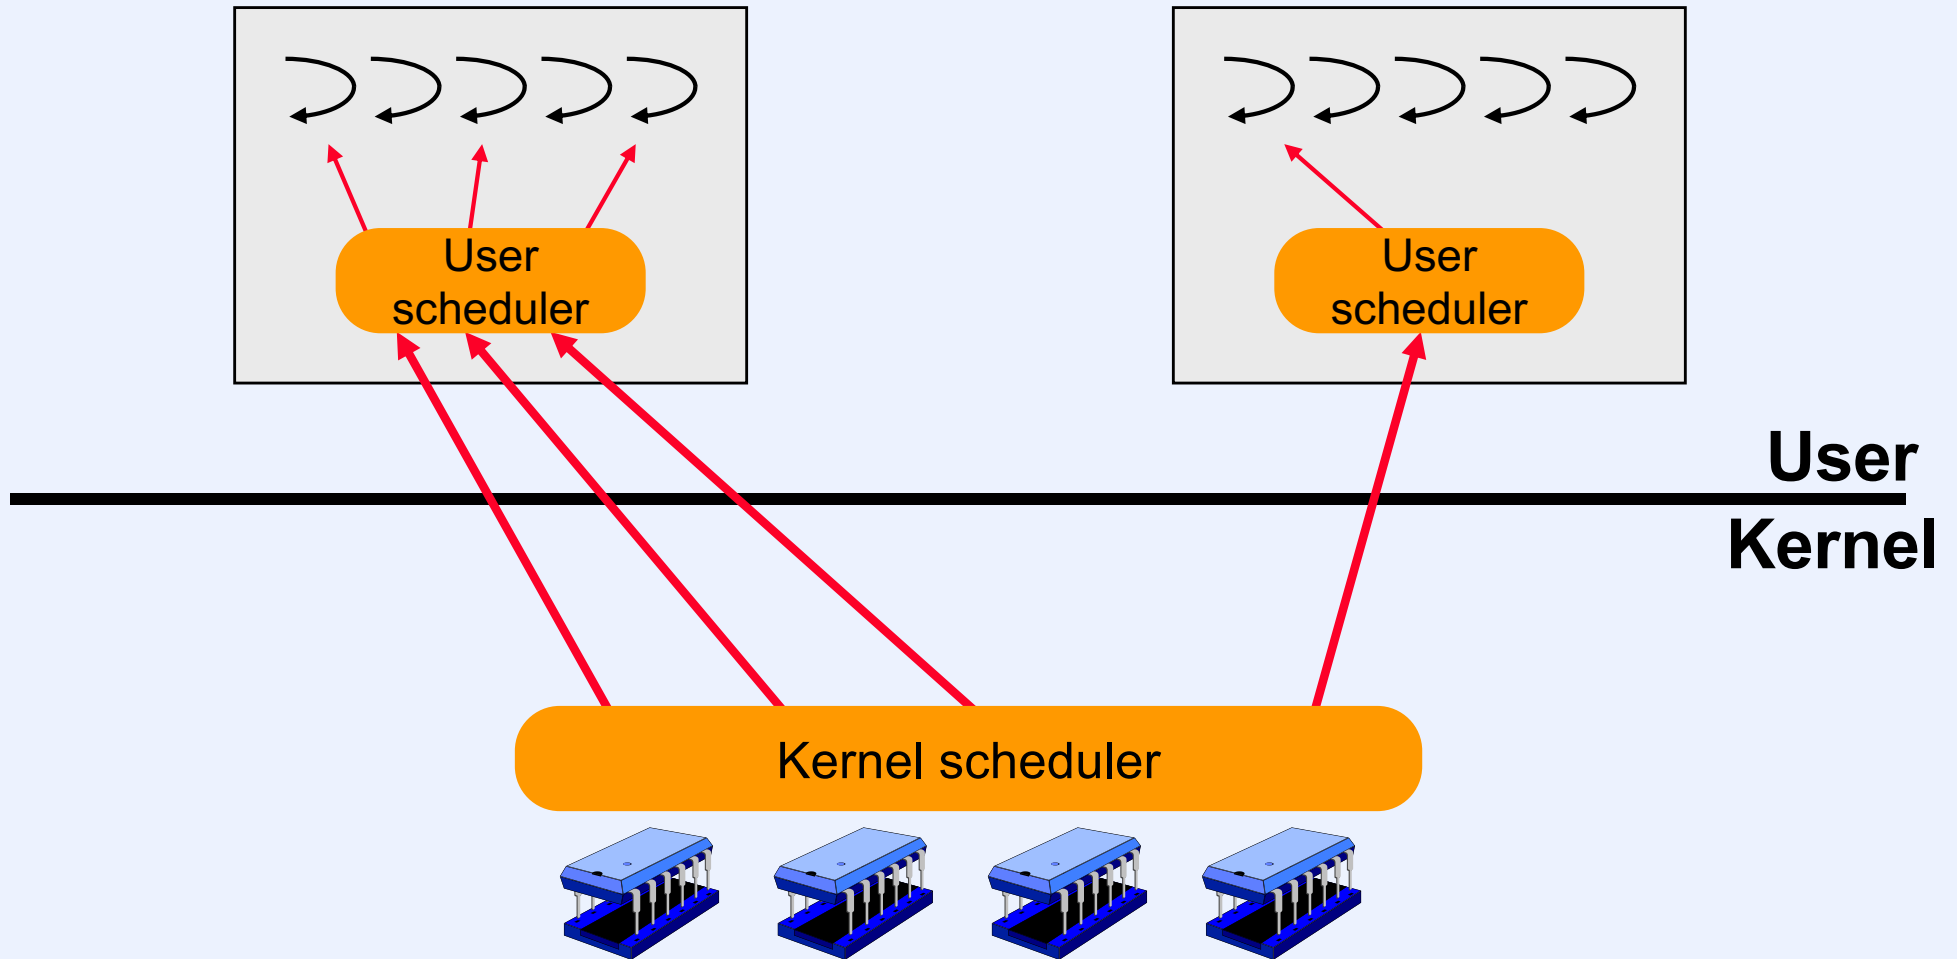 User
scheduler
User
scheduler
User
Kernel
Kernel scheduler